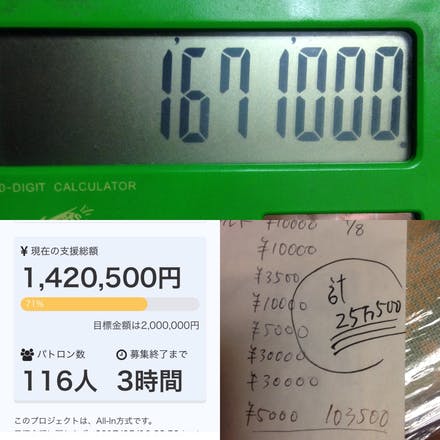 1'671'000
0-DIGIT CALCULATOR
¥ 現在の支援総額
1,420,500円
71%
目標金額は2,000,000円
パトロン数
募集終了まで
116人
3時間
このプロジェクトは、All-in方式です。
¥10000 1/8
¥10000
¥3500
¥10000
¥5000
¥30000
¥30000
¥5000 103500
計
25万500